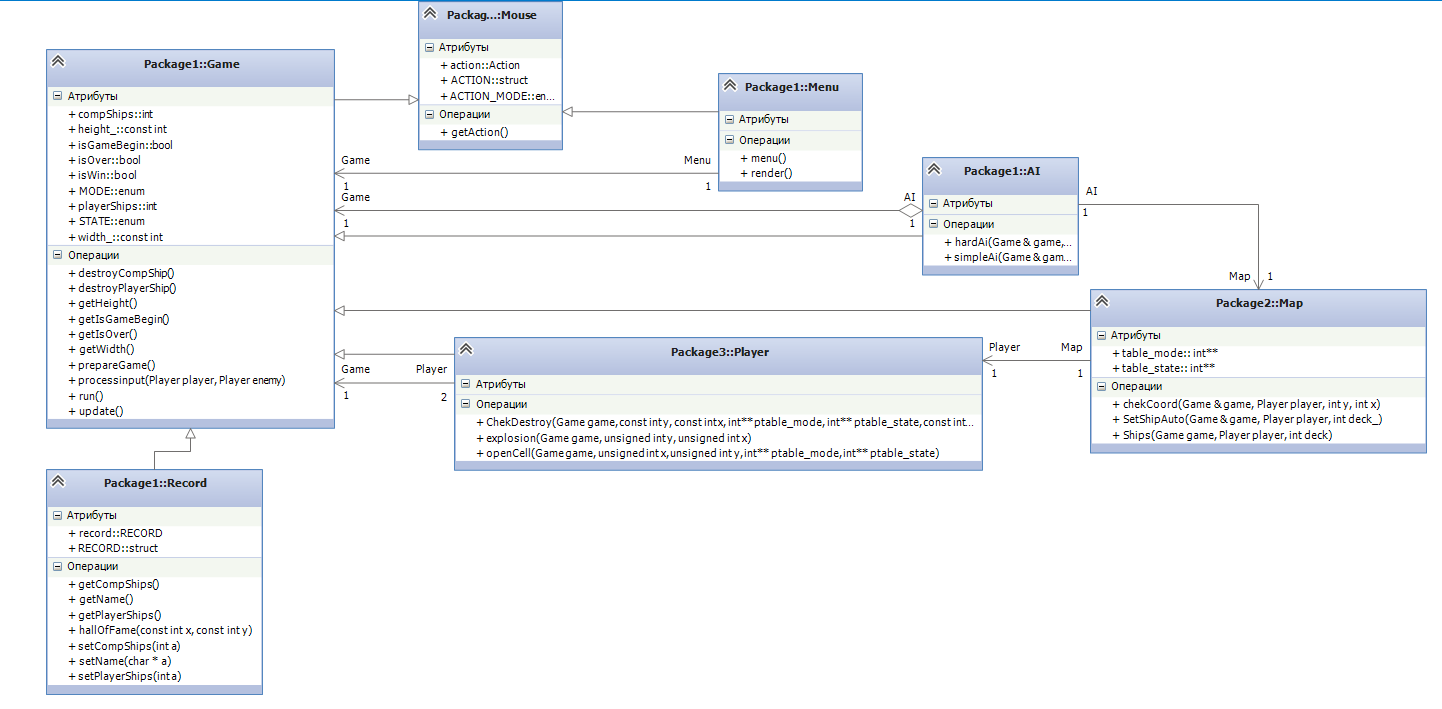 Packag...:Mouse
Атрибуты
+ action::Action
+ ACTION::struct
+ ACTION_MODE::en...
Операции
+ getAction()
Package1::Game
Атрибуты
+ compShips::int
+ height_::const int
+ isGameBegin::bool
+ isOver::bool
+ isWin::bool
+ MODE::enum
+ playerShips::int
+ STATE::enum
+ width_::const int
Операции
+ destroyCompShip()
+ destroyPlayerShip()
+ getHeight()
+ getIsGameBegin()
+ getIsOver()
+ getWidth()
+ prepareGame()
+ processinput(Player player, Player enemy)
+ run()
+ update()
Package1::Menu
Атрибуты
Операции
+ menu()
+ render()
Game
Menu
1
1
Game
AI
1
1
Package1::AI
Атрибуты
Операции
+ hardAi(Game & game,...
+ simpleAi(Game & gam...
AI
1
Map
1
Package2::Map
Атрибуты
+ table_mode:: int**
+ table_state:: int**
Операции
+ chekCoord(Game & game, Player player, int y, int x)
+ SetShipAuto(Game & game, Player player, int deck_)
+ Ships(Game game, Player player, int deck)
Player
Map
1
1
Game
Player
1
2
Package3::Player
Атрибуты
Операции
+ ChekDestroy(Game game, const int y, const int x, int** ptable_mode, int** ptable_state, const int...
+ explosion(Game game, unsigned int y, unsigned int x)
+ openCell(Game game, unsigned int x, unsigned int y, int** ptable_mode, int** ptable_state)
Package1::Record
Атрибуты
+ record::RECORD
+ RECORD::struct
Операции
+ getCompShips()
+ getName()
+ getPlayerShips()
+ hallOfFame(const int x, const int y)
+ setCompShips(int a)
+ setName(char * a)
+ setPlayerShips(int a)